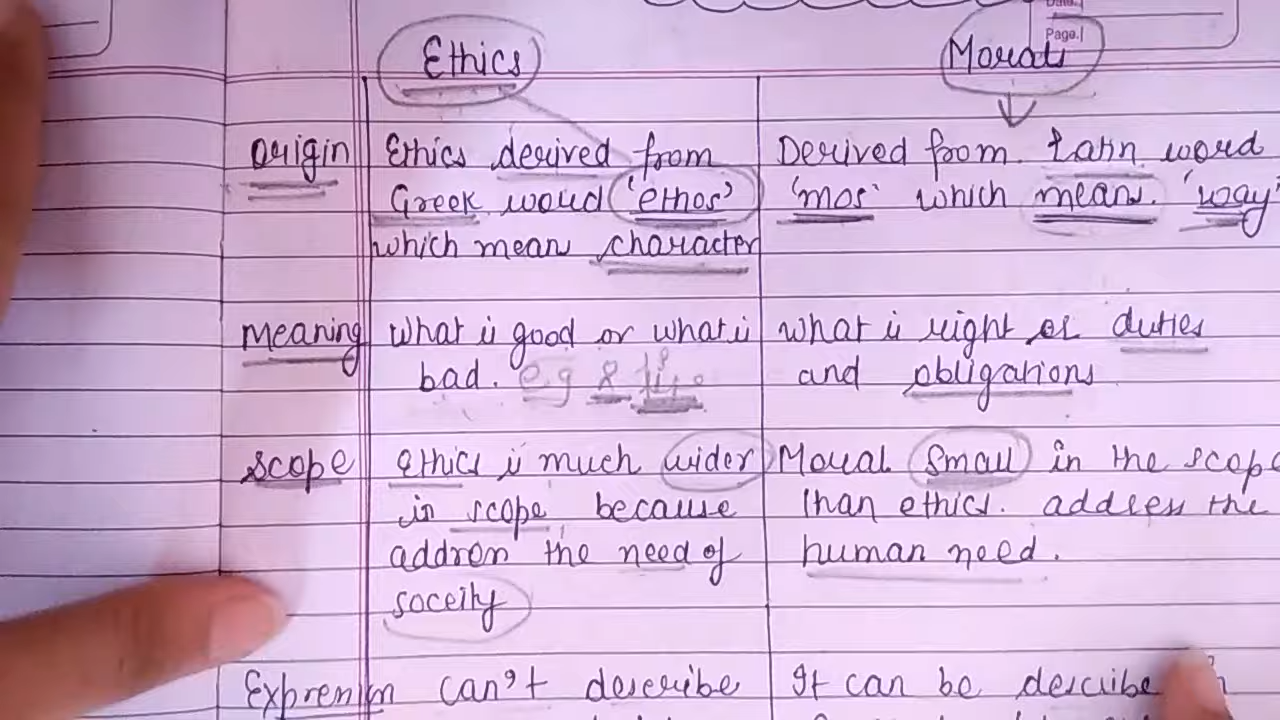 Date.
Page.
Ethics
Morals
origin
Ethics derived from
Greek word 'ethos'
which mean character
Derived from Latin word
'mos' which means 'way'
Meaning
what is good or what is
bad. e.g
what is right or duties
and obligations
scope
Ethics is much wider
in scope because
address the need of
soceity
Moral small in the scope
than ethics. address the
human need.
Expression
can't describe
It can be describe